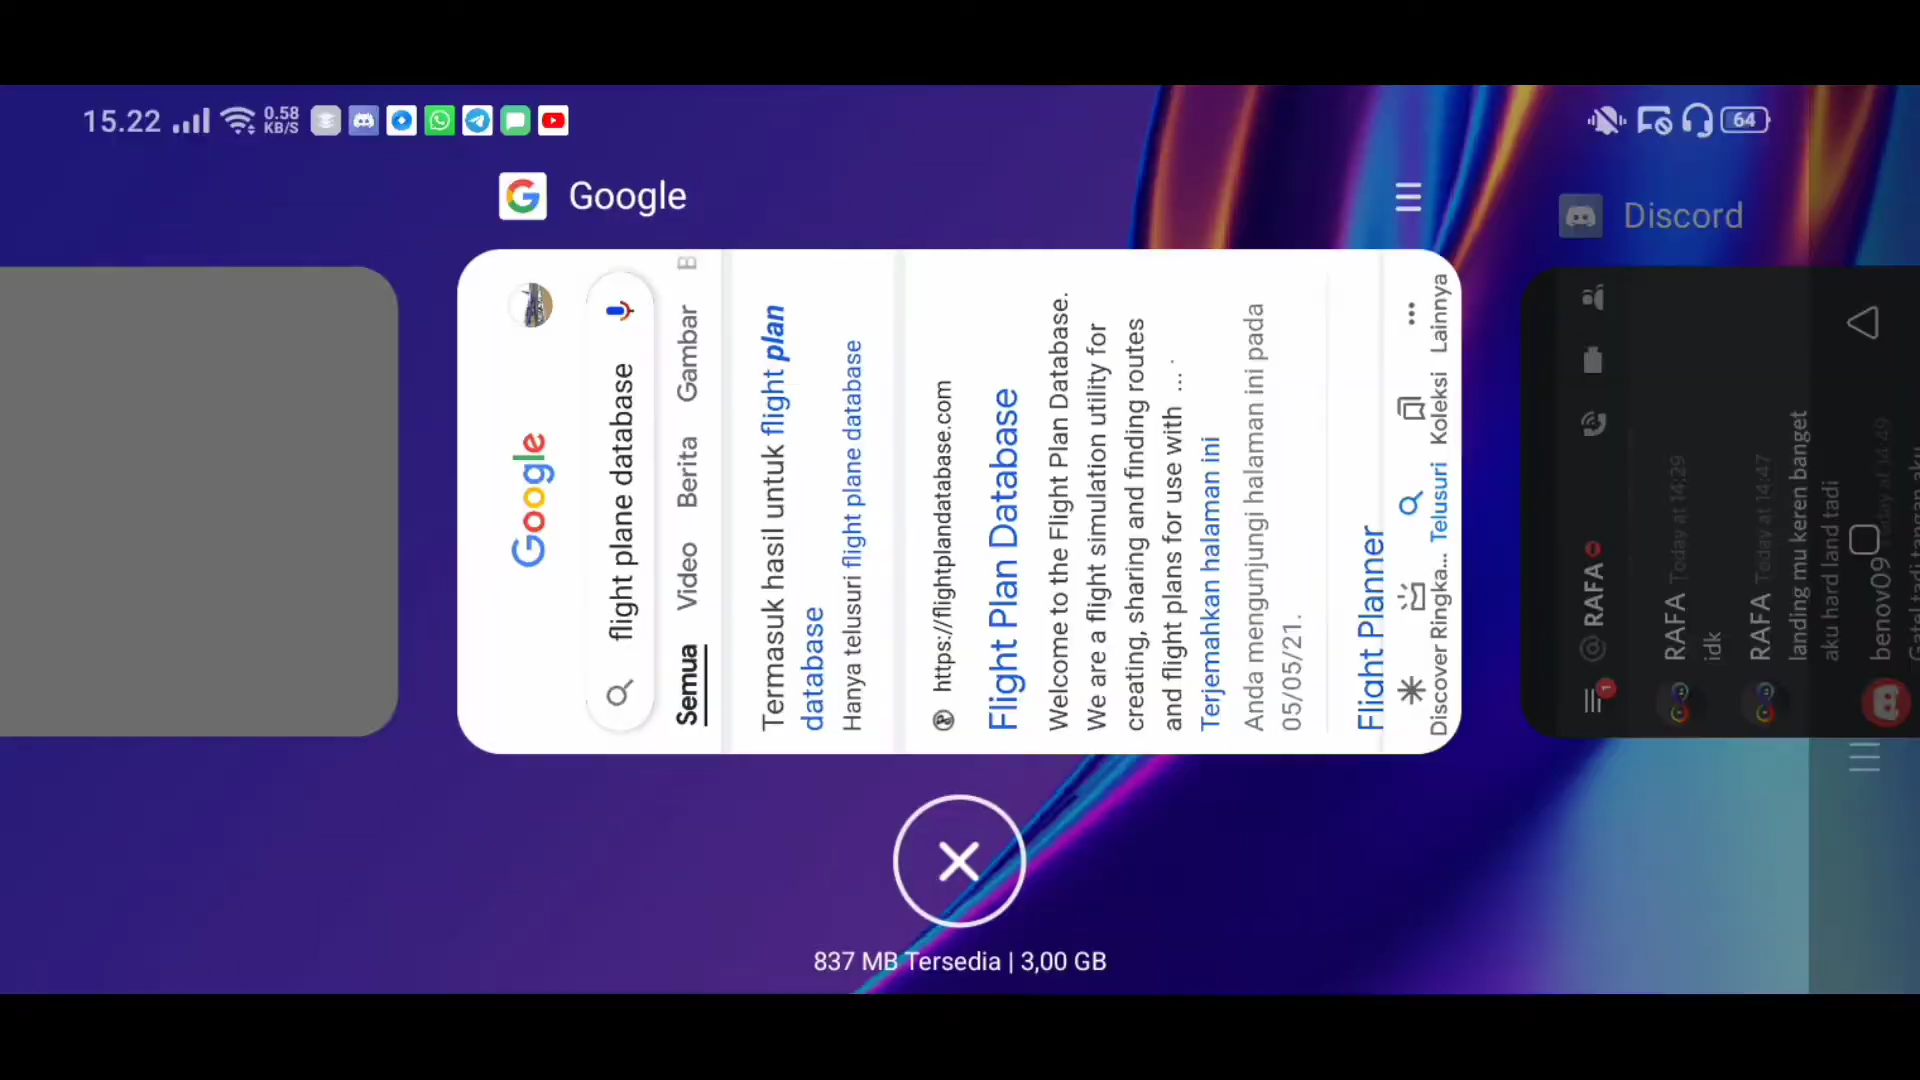 15.22
0.58
KB/S
64
Google
Discord
Google
flight plane database
Semua Video Berita Gambar B
Termasuk hasil untuk flight plan
database
Hanya telusuri flight plane database
https://flightplandatabase.com
Flight Plan Database
Welcome to the Flight Plan Database.
We are a flight simulation utility for
creating, sharing and finding routes
and flight plans for use with ...
Terjemahkan halaman ini
Anda mengunjungi halaman ini pada
05/05/21.
Flight Planner
Discover Ringka... Telusuri Koleksi Lainnya
1
@ RAFA
RAFA Today at 14:29
idk
RAFA Today at 14:47
landing mu keren banget
aku hard land tadi
benov09
837 MB Tersedia | 3,00 GB